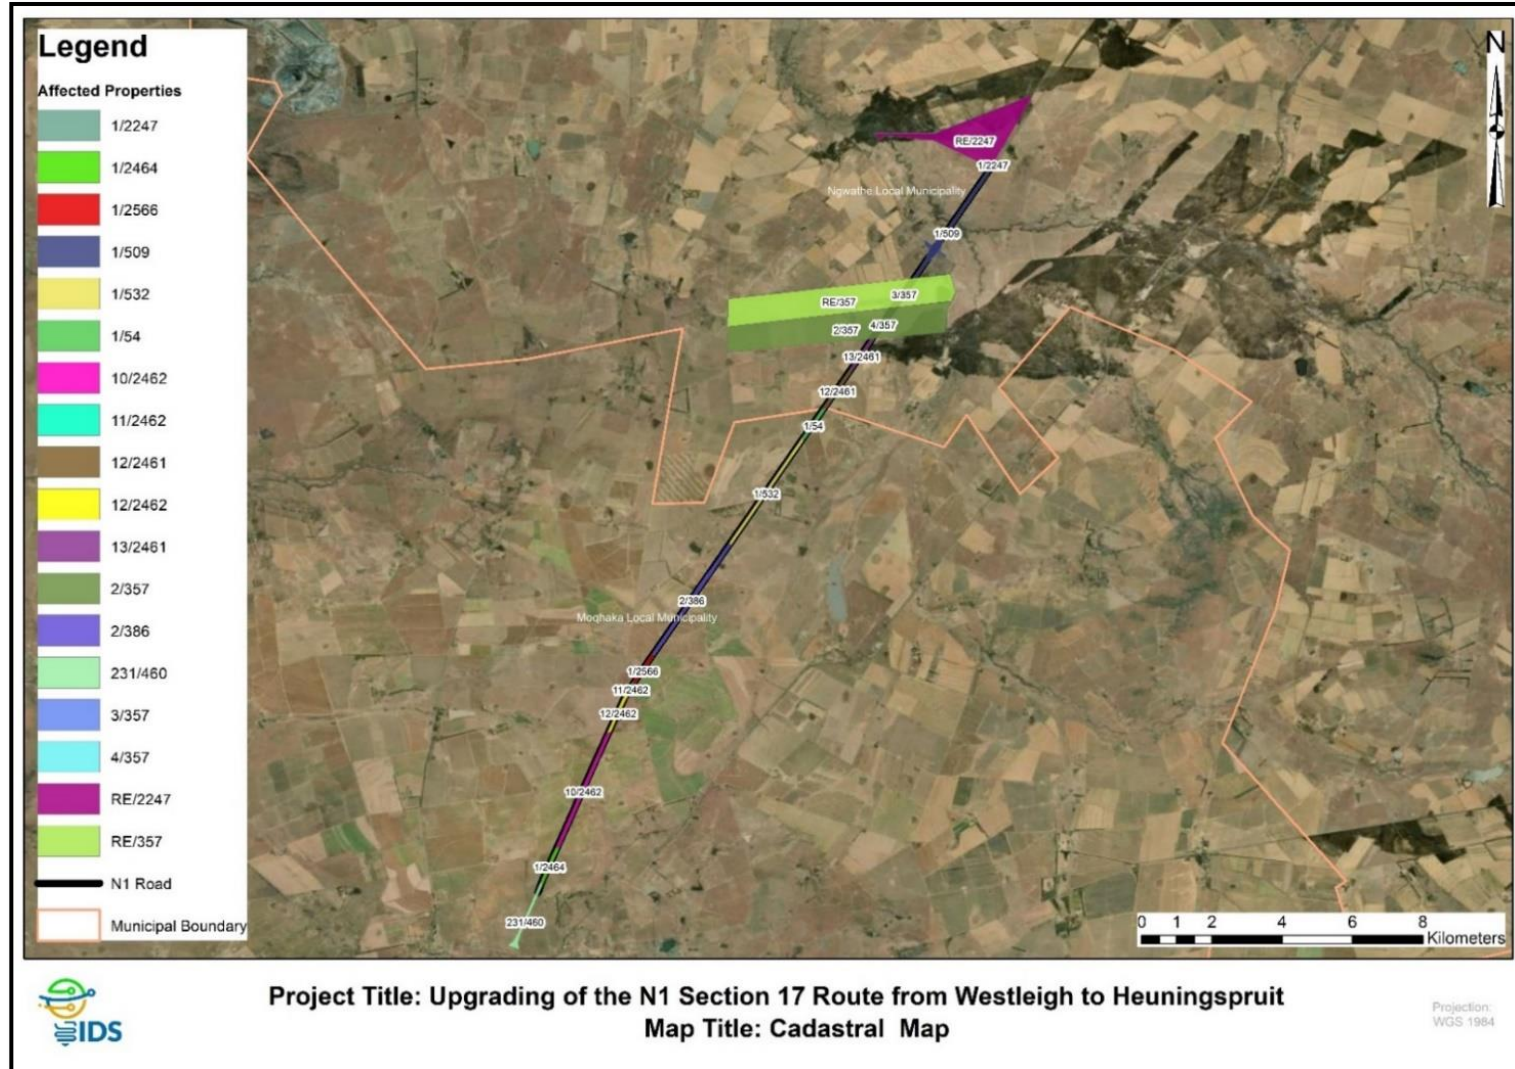 Legend
Affected Properties
1/2247
1/2464
1/2566
1/509
1/532
1/54
10/2462
11/2462
12/2461
12/2462
13/2461
2/357
2/386
231/460
3/357
4/357
RE/2247
RE/357
N1 Road
Municipal Boundary
N
RE/2247
1/2247
Ngwathe Local Municipality
1/509
3/357
RE/357
4/357
2/357
13/2461
12/2461
1/54
1/532
2/386
Moqhaka Local Municipality
1/2566
11/2462
12/2462
10/2462
1/2464
231/460
0 1 2 4 6 8
Kilometers
IDS
Project Title: Upgrading of the N1 Section 17 Route from Westleigh to Heuningspruit
Map Title: Cadastral Map
Projection:
WGS 1984